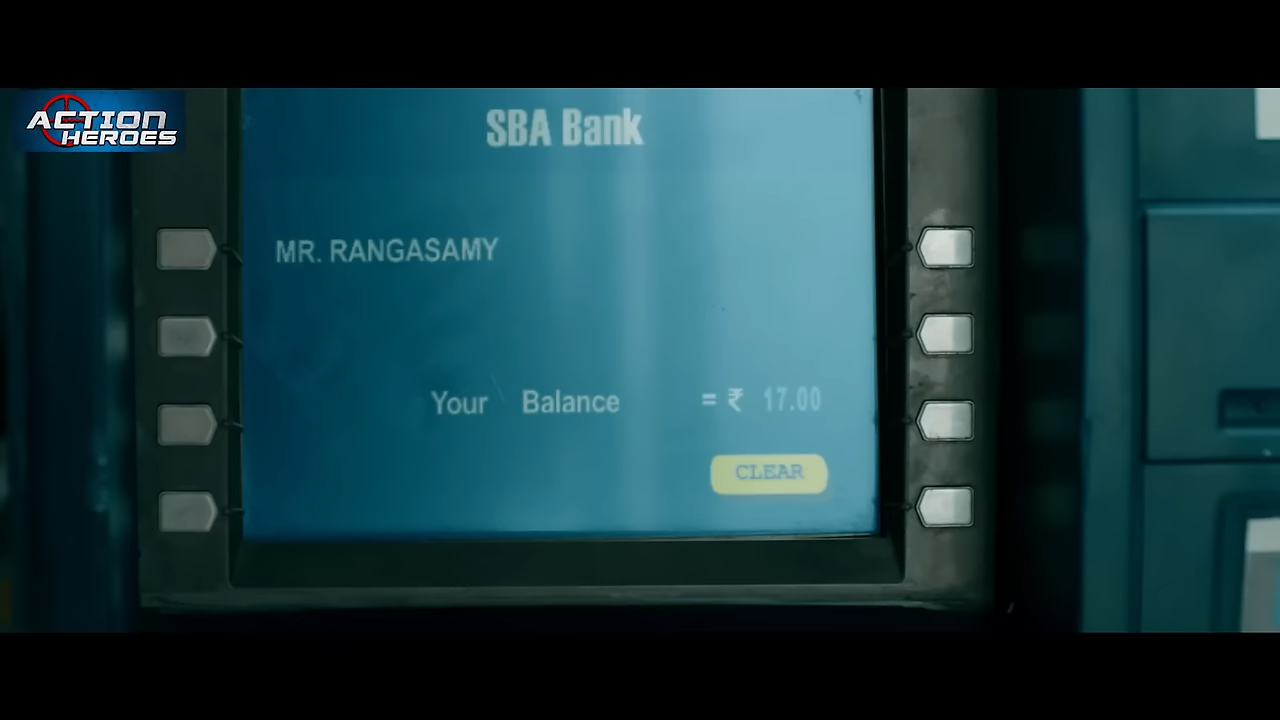 ACTION
HEROES
SBA Bank
MR. RANGASAMY
Your Balance = ₹ 17.00
CLEAR